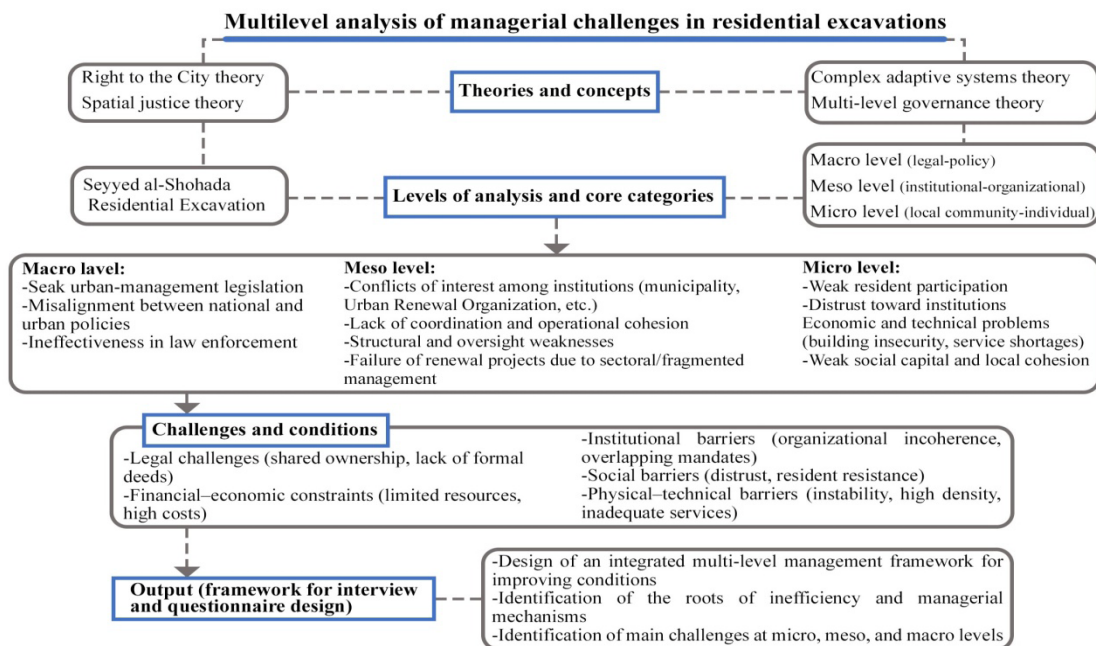 Multilevel analysis of managerial challenges in residential excavations
Right to the City theory
Spatial justice theory
Theories and concepts
Complex adaptive systems theory
Multi-level governance theory
Seyyed al-Shohada
Residential Excavation
Levels of analysis and core categories
Macro level (legal-policy)
Meso level (institutional-organizational)
Micro level (local community-individual)
Macro lavel:
-Seak urban-management legislation
-Misalignment between national and
urban policies
-Ineffectiveness in law enforcement
Meso level:
-Conflicts of interest among institutions (municipality,
Urban Renewal Organization, etc.)
-Lack of coordination and operational cohesion
-Structural and oversight weaknesses
-Failure of renewal projects due to sectoral/fragmented
management
Micro level:
-Weak resident participation
-Distrust toward institutions
Economic and technical problems
(building insecurity, service shortages)
-Weak social capital and local cohesion
Challenges and conditions
-Legal challenges (shared ownership, lack of formal
deeds)
-Financial–economic constraints (limited resources,
high costs)
-Institutional barriers (organizational incoherence,
overlapping mandates)
-Social barriers (distrust, resident resistance)
-Physical–technical barriers (instability, high density,
inadequate services)
Output (framework for interview
and questionnaire design)
-Design of an integrated multi-level management framework for
improving conditions
-Identification of the roots of inefficiency and managerial
mechanisms
-Identification of main challenges at micro, meso, and macro levels